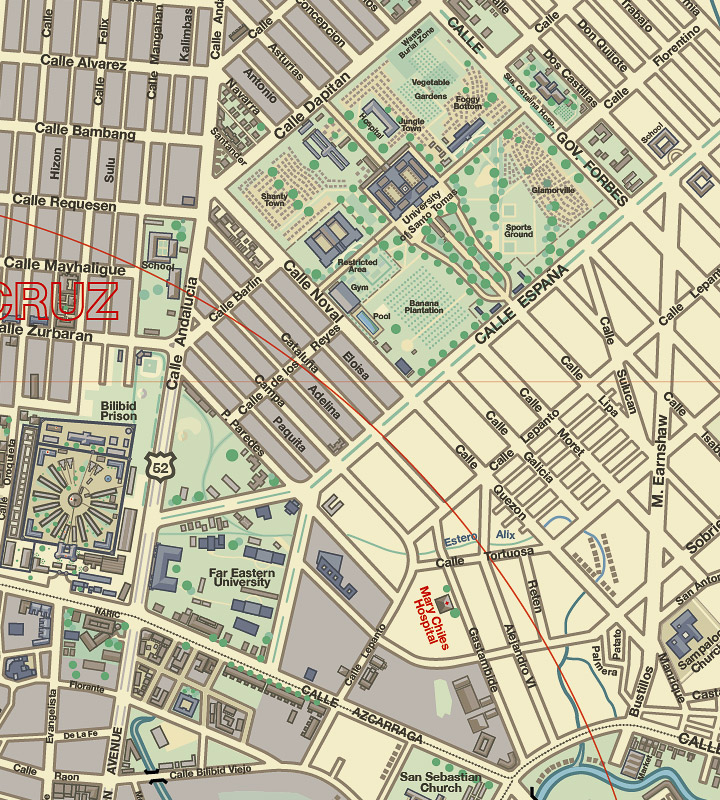 Calle
Felix
Calle Manganan
Kalimbas
Calle
Concepcion
CALLE
Calle
Trabajo
Don Quijote
Florentino
Calle Alvarez
Calle
Asturias
Antonio
Navarra
Santander
Calle Dapitan
Waste
Burial Zone
Vegetable
Gardens
Foggy
Bottom
Jungle
Town
Hospital
Dos Castillas
Sta. Catalina Hosp.
Calle
School
GOV. FORBES
Calle Bambang
Hizon
Sulu
Calle Requesen
Shanty
Town
University
of Santo Tomas
Glamorville
Sports
Ground
School
Calle Mayhaligue
CRUZ
Calle Zurbaran
Calle Andalucia
Calle Barlin
Calle Nova
Restricted
Area
Gym
Pool
Banana
Plantation
CALLE ESPAÑA
Calle
Calle
Cataluña
Calle de los Reyes
Eloisa
Campa
Adelina
P. Paredes
Paquita
Calle
Sulucan
Lipa
Calle
Calle
Calle Lepanto
Moret
Galicia
Calle
Quezon
M. Earnshaw
Bilibid
Prison
52
Calle Oroquieta
Estero Alix
Calle Tortuosa
Far Eastern
University
Mary Chiles
Hospital
Gastambide
Alejandro VI
Reten
San Anton
Sampaloc
Church
Manrique
Palmera
Patato
Bustillos
NARIC
Florante
Evangelista
De La Fe
Calle Raon
AVENUE
Calle Bilibid Viejo
Calle Lepanto
CALLE AZCARRAGA
San Sebastian
Church
Market
CALLE